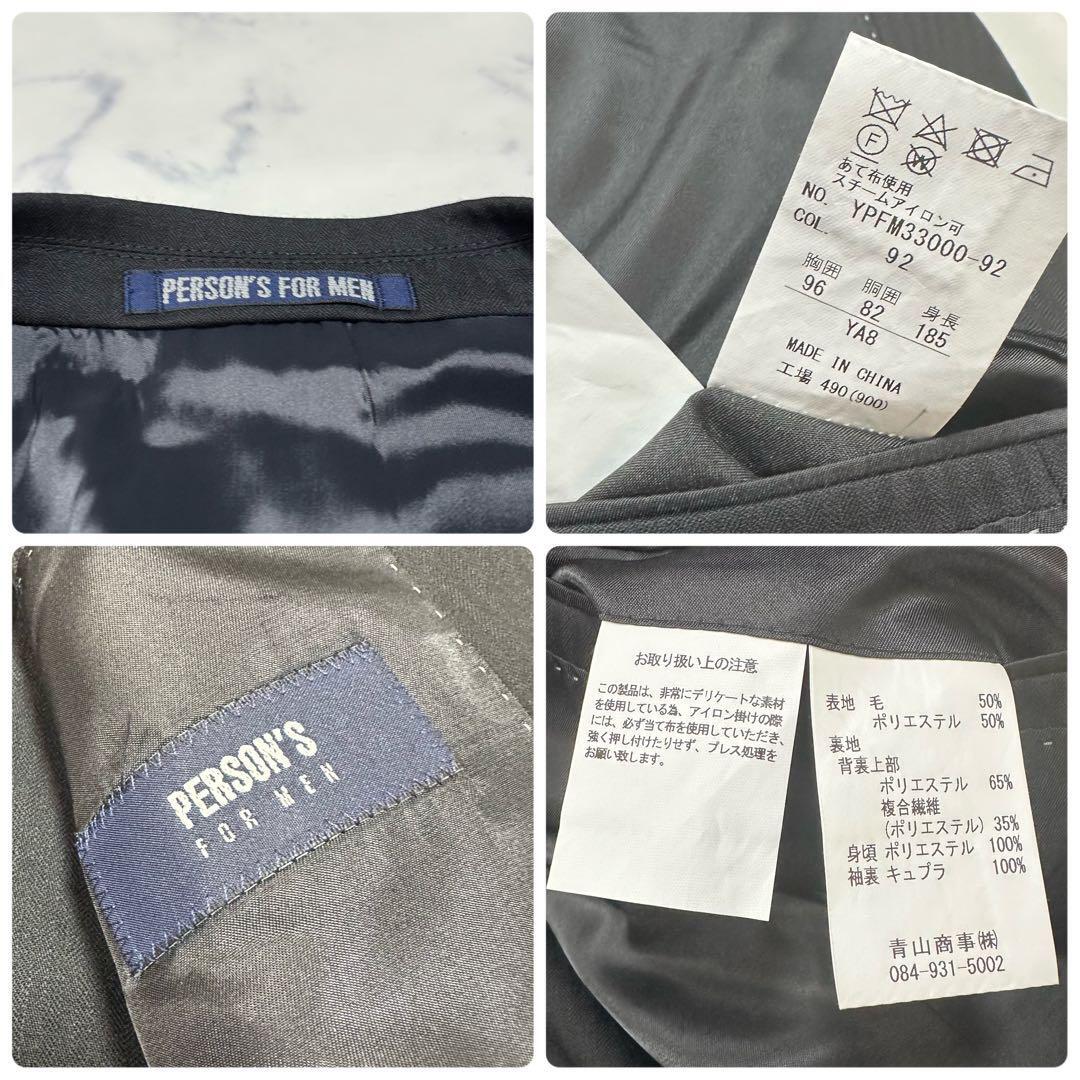 PERSON'S FOR MEN
F
W
あて布使用
スチームアイロン可
NO. YPFM33000-92
COL. 92
胸囲 胴囲 身長
96 82 185
YA8
MADE IN CHINA
工場 490(900)
PERSON'S
FOR MEN
お取り扱い上の注意
この製品は、非常にデリケートな素材
を使用している為、アイロン掛けの際
には、必ず当て布を使用していただき、
強く押し付けたりせず、プレス処理を
お願い致します。
表地 毛 50%
ポリエステル 50%
裏地
背裏上部
ポリエステル 65%
複合繊維
(ポリエステル) 35%
身頃 ポリエステル 100%
袖裏 キュプラ 100%
青山商事㈱
084-931-5002